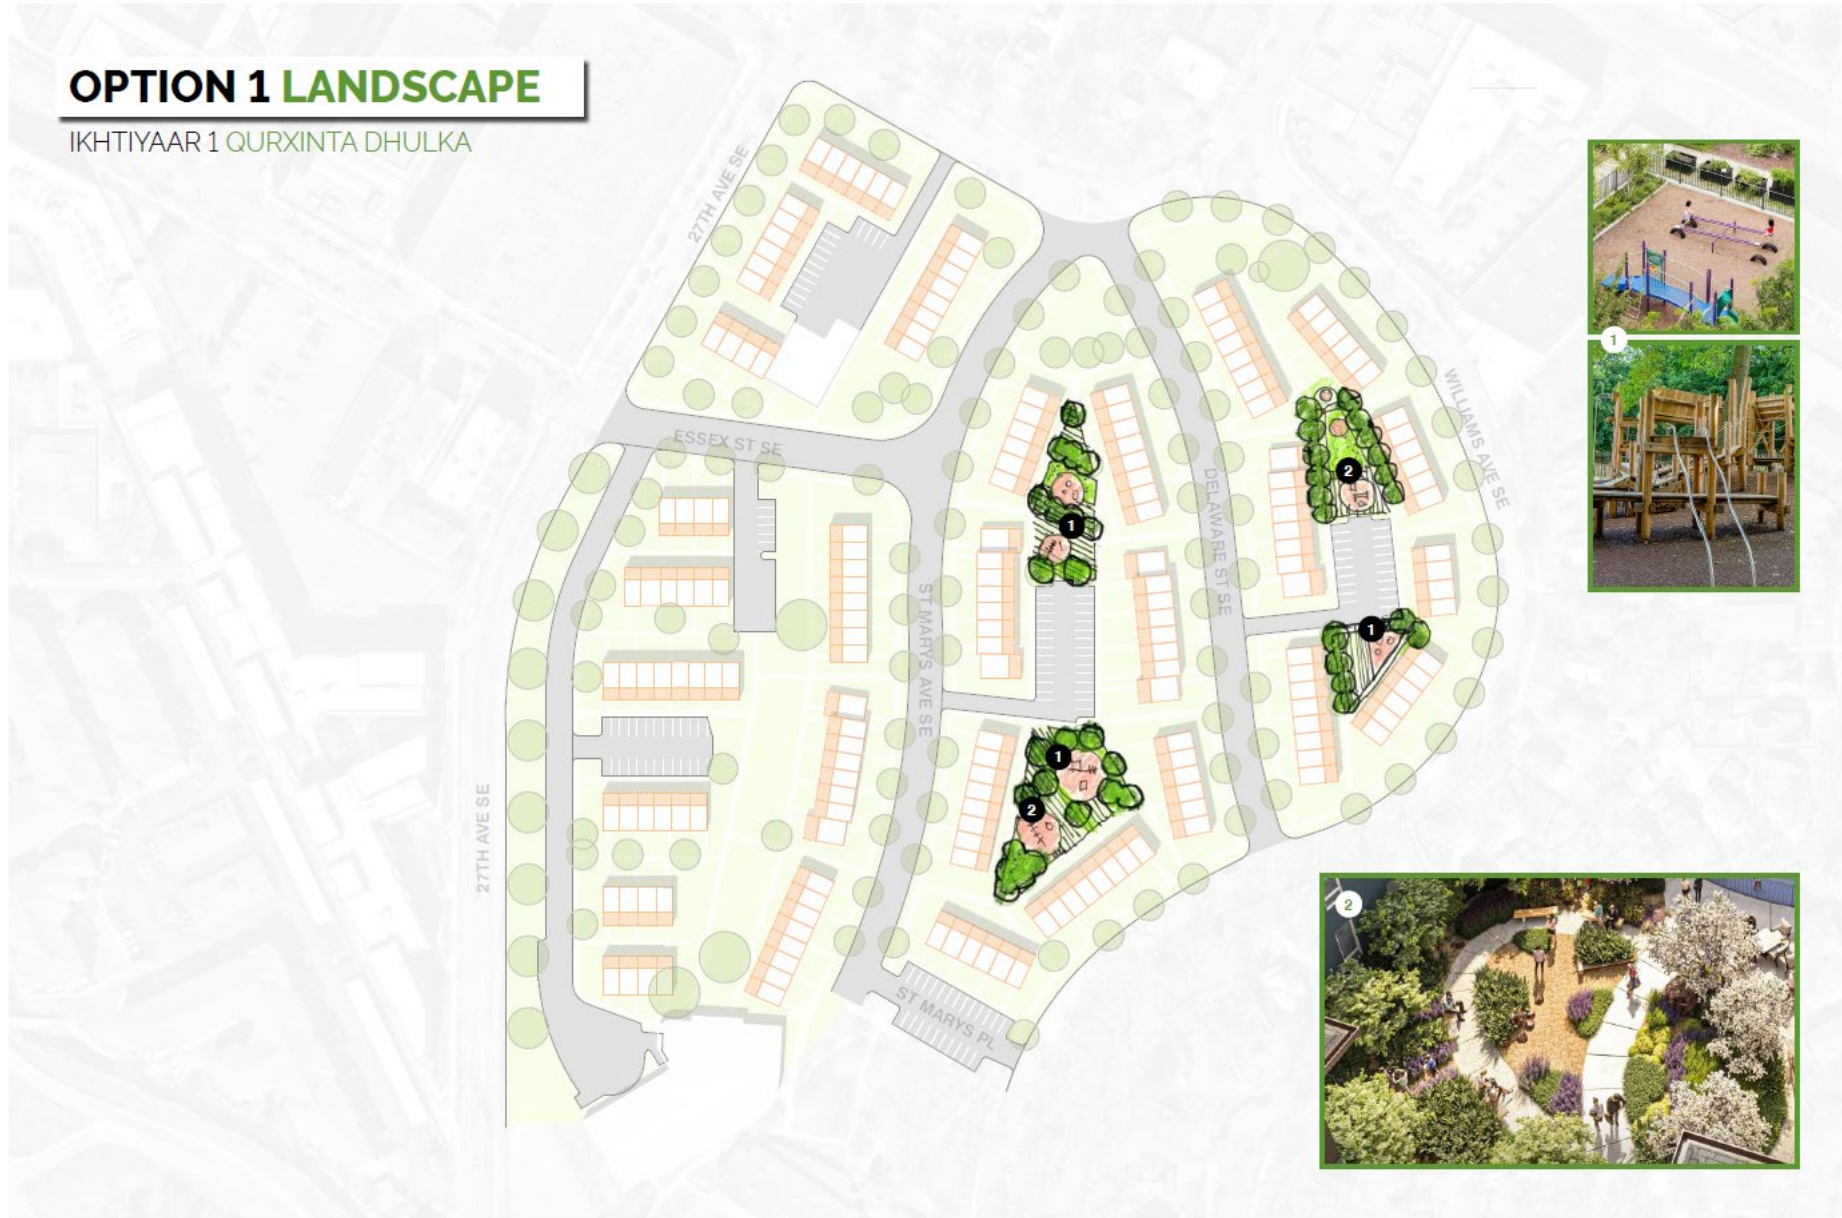 OPTION 1 LANDSCAPE
IKHTIYAAR 1 QURXINTA DHULKA
27TH AVE SE
ESSEX ST SE
WILLIAMS AVE SE
DELAWARE ST SE
ST MARYS AVE SE
27TH AVE SE
ST MARYS PL
1
2
1
1
2
1
2